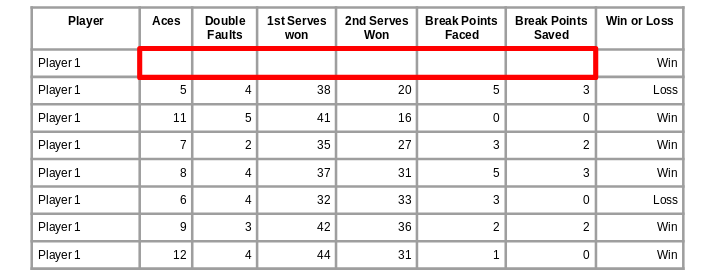 Player Aces Double Faults 1st Serves won 2nd Serves Won Break Points Faced Break Points Saved Win or Loss
Player 1 Win
Player 1 5 4 38 20 5 3 Loss
Player 1 11 5 41 16 0 0 Win
Player 1 7 2 35 27 3 2 Win
Player 1 8 4 37 31 5 3 Win
Player 1 6 4 32 33 3 0 Loss
Player 1 9 3 42 36 2 2 Win
Player 1 12 4 44 31 1 0 Win